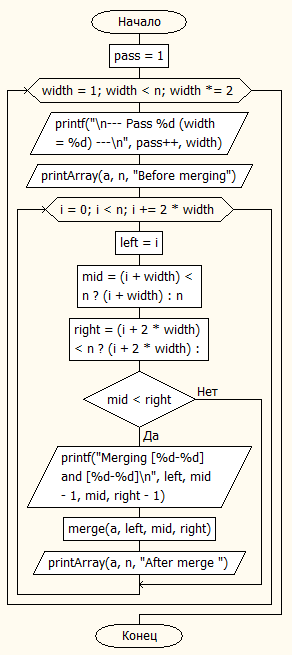 Начало
pass = 1
width = 1; width < n; width *= 2
printf("\n--- Pass %d (width
= %d) ---\n", pass++, width)
printArray(a, n, "Before merging")
i = 0; i < n; i += 2 * width
left = i
mid = (i + width) <
n ? (i + width) : n
right = (i + 2 * width)
< n ? (i + 2 * width) :
mid < right
Нет
Да
printf("Merging [%d-%d]
and [%d-%d]\n", left, mid
- 1, mid, right - 1)
merge(a, left, mid, right)
printArray(a, n, "After merge ")
Конец